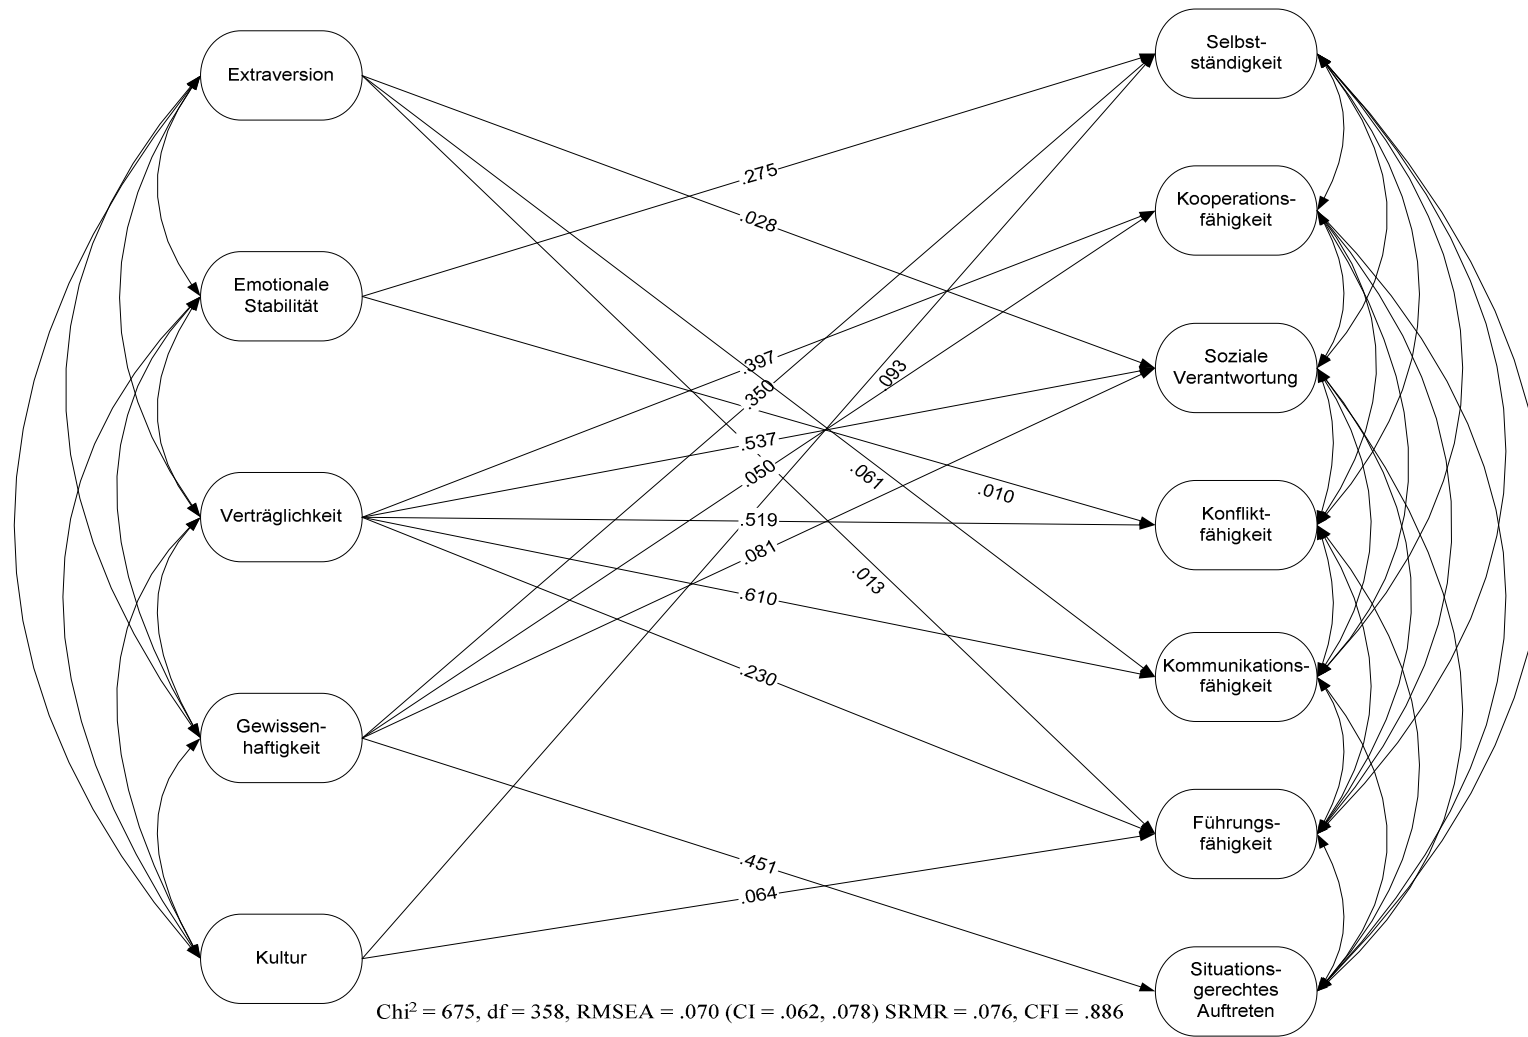 Extraversion
Emotionale
Stabilität
Verträglichkeit
Gewissen-
haftigkeit
Kultur
.275
.028
.397
.350
093
.537
.050
.061
.010
.519
.081
.013
.610
.230
.451
.064
Selbst-
ständigkeit
Kooperations-
fähigkeit
Soziale
Verantwortung
Konflikt-
fähigkeit
Kommunikations-
fähigkeit
Führungs-
fähigkeit
Situations-
gerechtes
Auftreten
Chi² = 675, df = 358, RMSEA = .070 (CI = .062, .078) SRMR = .076, CFI = .886